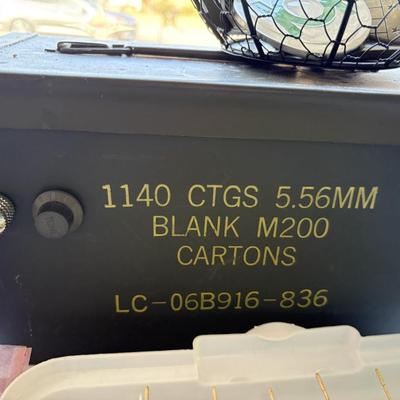 1140 CTGS 5.56MM
BLANK M200
CARTONS
LC-06B916-836